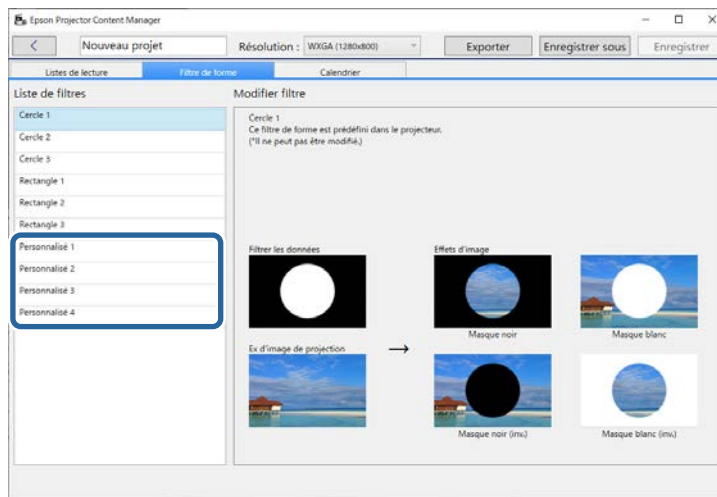 Epson Projector Content Manager
Nouveau projet Résolution : WXGA (1280x800) Exporter Enregistrer sous Enregistrer
Listes de lecture Filtre de forme Calendrier
Liste de filtres
Cercle 1
Cercle 2
Cercle 3
Rectangle 1
Rectangle 2
Rectangle 3
Personnalisé 1
Personnalisé 2
Personnalisé 3
Personnalisé 4
Modifier filtre
Cercle 1
Ce filtre de forme est prédéfini dans le projecteur.
(*Il ne peut pas être modifié.)
Filtrer les données
Ex d'image de projection
Effets d'image
Masque noir
Masque blanc
Masque noir (inv.)
Masque blanc (inv.)